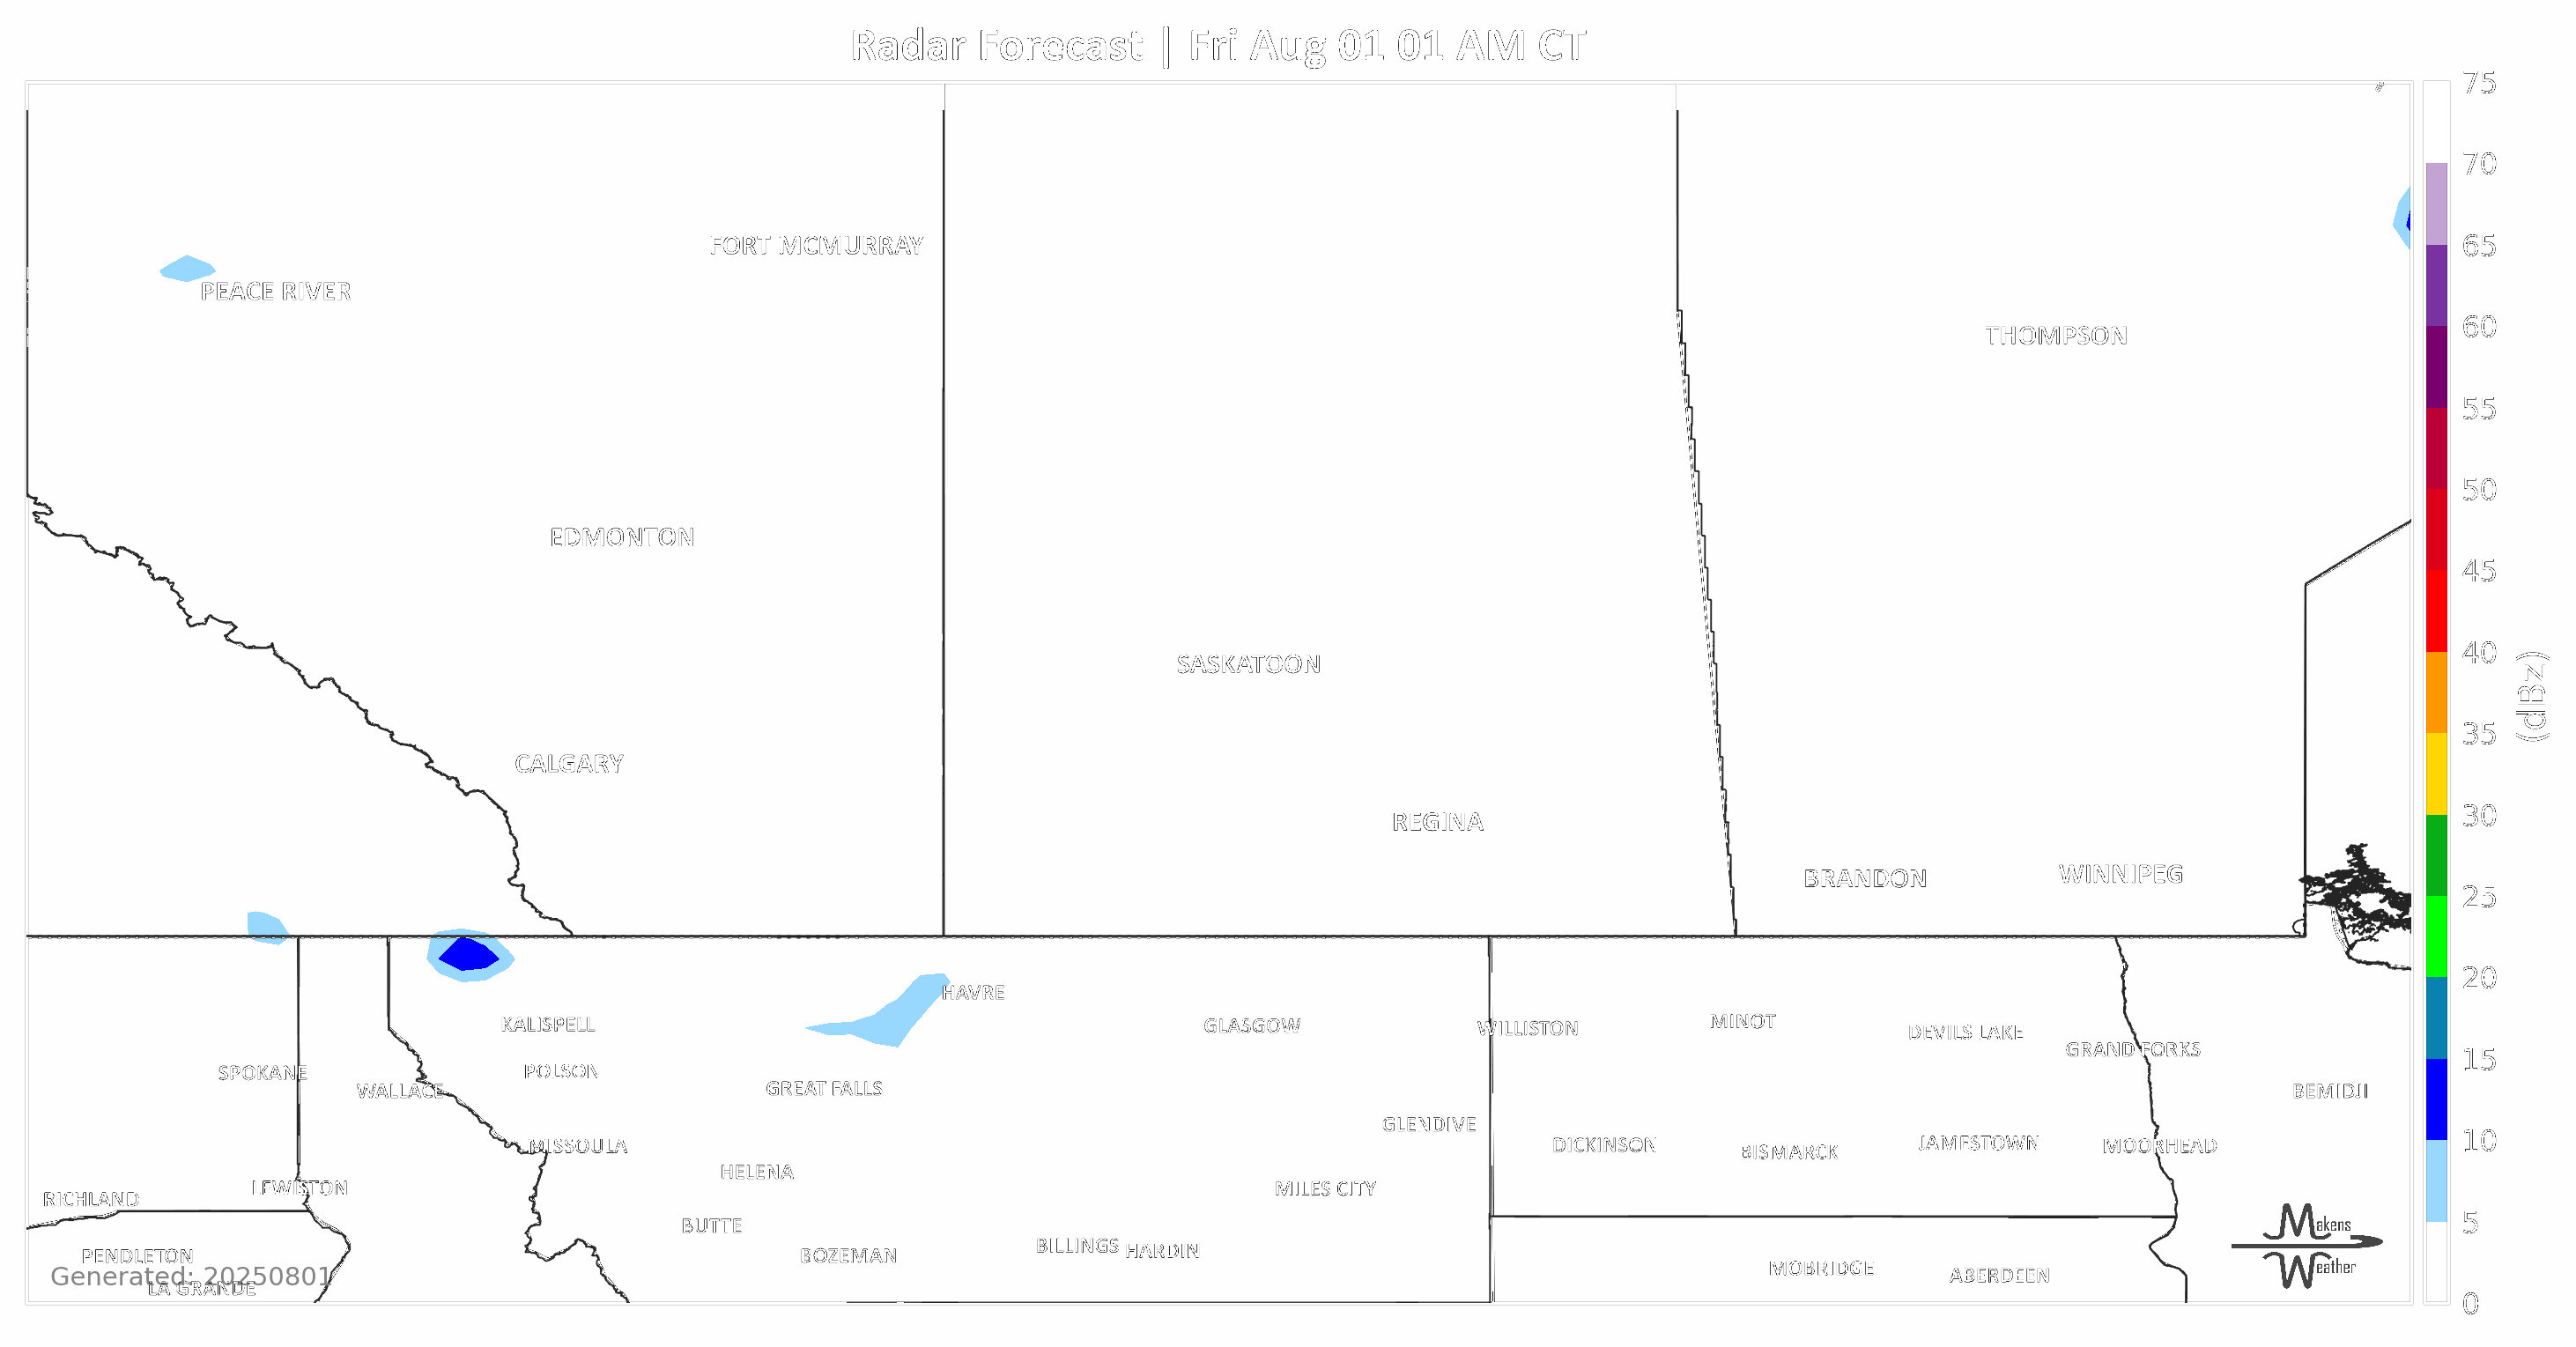 Radar Forecast | Fri Aug 01 01 AM CT
75
70
65
60
55
50
45
40
35
30
25
20
15
10
5
0
(dBz)
FORT MCMURRAY
PEACE RIVER
THOMPSON
EDMONTON
SASKATOON
CALGARY
REGINA
BRANDON
WINNIPEG
HAVRE
KALISPELL
GLASGOW
WILLISTON
MINOT
DEVILS LAKE
GRAND FORKS
SPOKANE
POLSON
WALLACE
GREAT FALLS
BEMIDJI
GLENDIVE
MISSOULA
DICKINSON
BISMARCK
JAMESTOWN
MOORHEAD
HELENA
LEWISTON
MILES CITY
RICHLAND
BUTTE
BILLINGS
HARDIN
PENDLETON
BOZEMAN
MOBRIDGE
ABERDEEN
Generated: 20250801
LA GRANDE
Makens
Weather